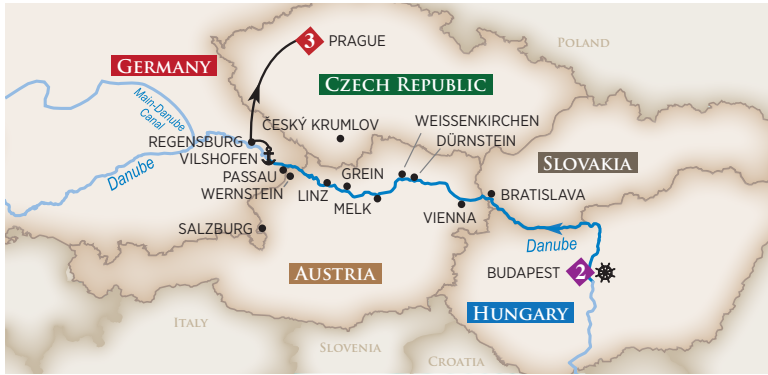 POLAND
3
PRAGUE
GERMANY
CZECH REPUBLIC
Main-Danube
Canal
WEISSENKIRCHEN
DÜRNSTEIN
ČESKÝ KRUMLOV
REGENSBURG
VILSHOFEN
SLOVAKIA
Danube
PASSAU
GREIN
WERNSTEIN
LINZ
MELK
BRATISLAVA
VIENNA
SALZBURG
Danube
AUSTRIA
BUDAPEST
2
HUNGARY
ITALY
SLOVENIA
CROATIA